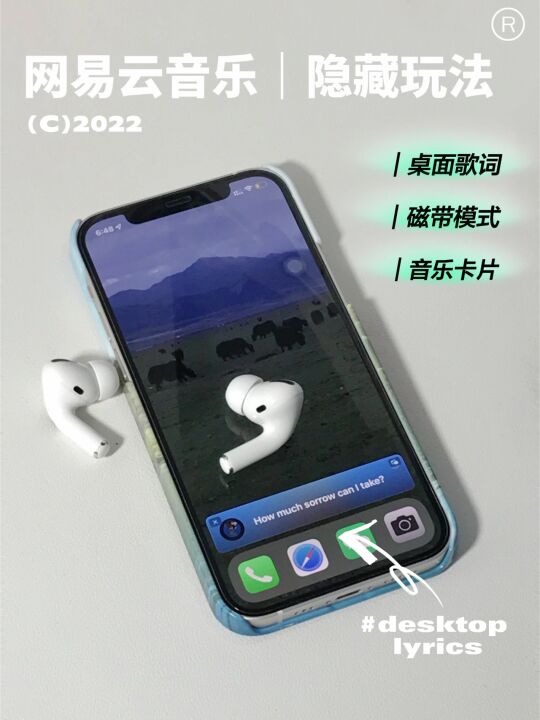 ®
网易云音乐｜隐藏玩法
(C)2022
| 桌面歌词
| 磁带模式
| 音乐卡片
6:48
How much sorrow can I take?
#desktop
lyrics